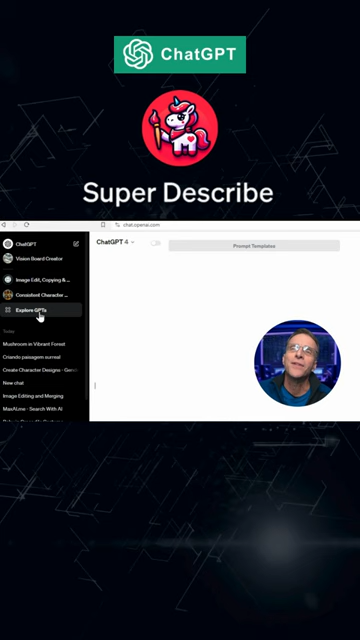 ChatGPT
Super Describe
chat.openai.com
ChatGPT
ChatGPT 4
Prompt Templates
Vision Board Creator
Image Edit, Copying &...
Consistent Character ...
Explore GPTs
Today
Mushroom in Vibrant Forest
Criando paisagem surreal
Create Character Designs - Gen
New chat
Image Editing and Merging
MaxAI.me - Search With AI